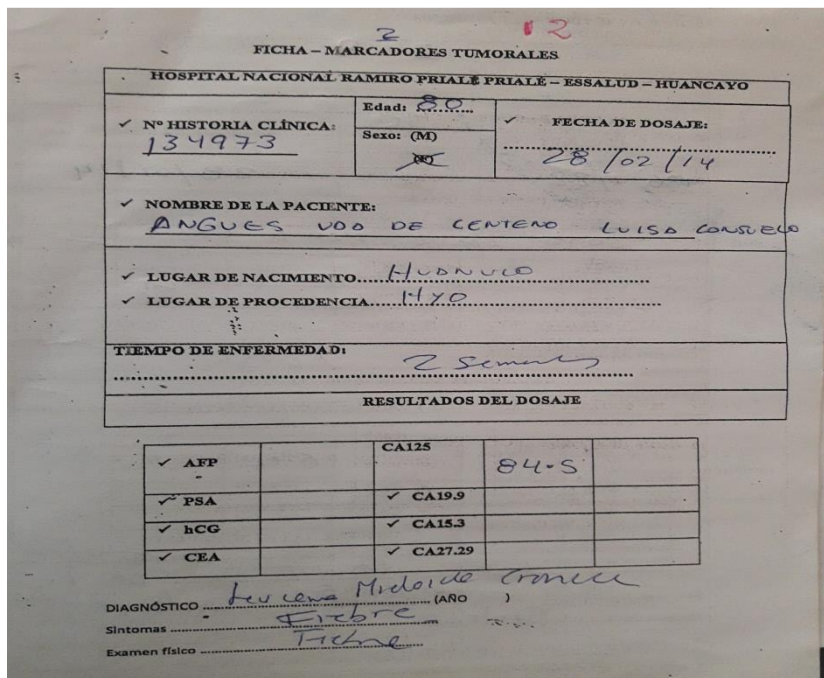 2 12
FICHA – MARCADORES TUMORALES
HOSPITAL NACIONAL RAMIRO PRIALÉ PRIALÉ – ESSALUD – HUANCAYO
✓ Nº HISTORIA CLÍNICA:
134973
Edad: 80
Sexo: (M)
✓ FECHA DE DOSAJE:
28/02/14
✓ NOMBRE DE LA PACIENTE:
ANGUES VDA DE CENTENO LUISA CONSUELO
✓ LUGAR DE NACIMIENTO.... HUANUCO
✓ LUGAR DE PROCEDENCIA.... HYO
TIEMPO DE ENFERMEDAD:
2 Semanas
RESULTADOS DEL DOSAJE
✓ AFP CA125 84.5
✓ PSA ✓ CA19.9
✓ hCG ✓ CA15.3
✓ CEA ✓ CA27.29
DIAGNÓSTICO Leucemia Mieloide Cronica (AÑO )
Sintomas Fiebre
Examen físico Fiebre